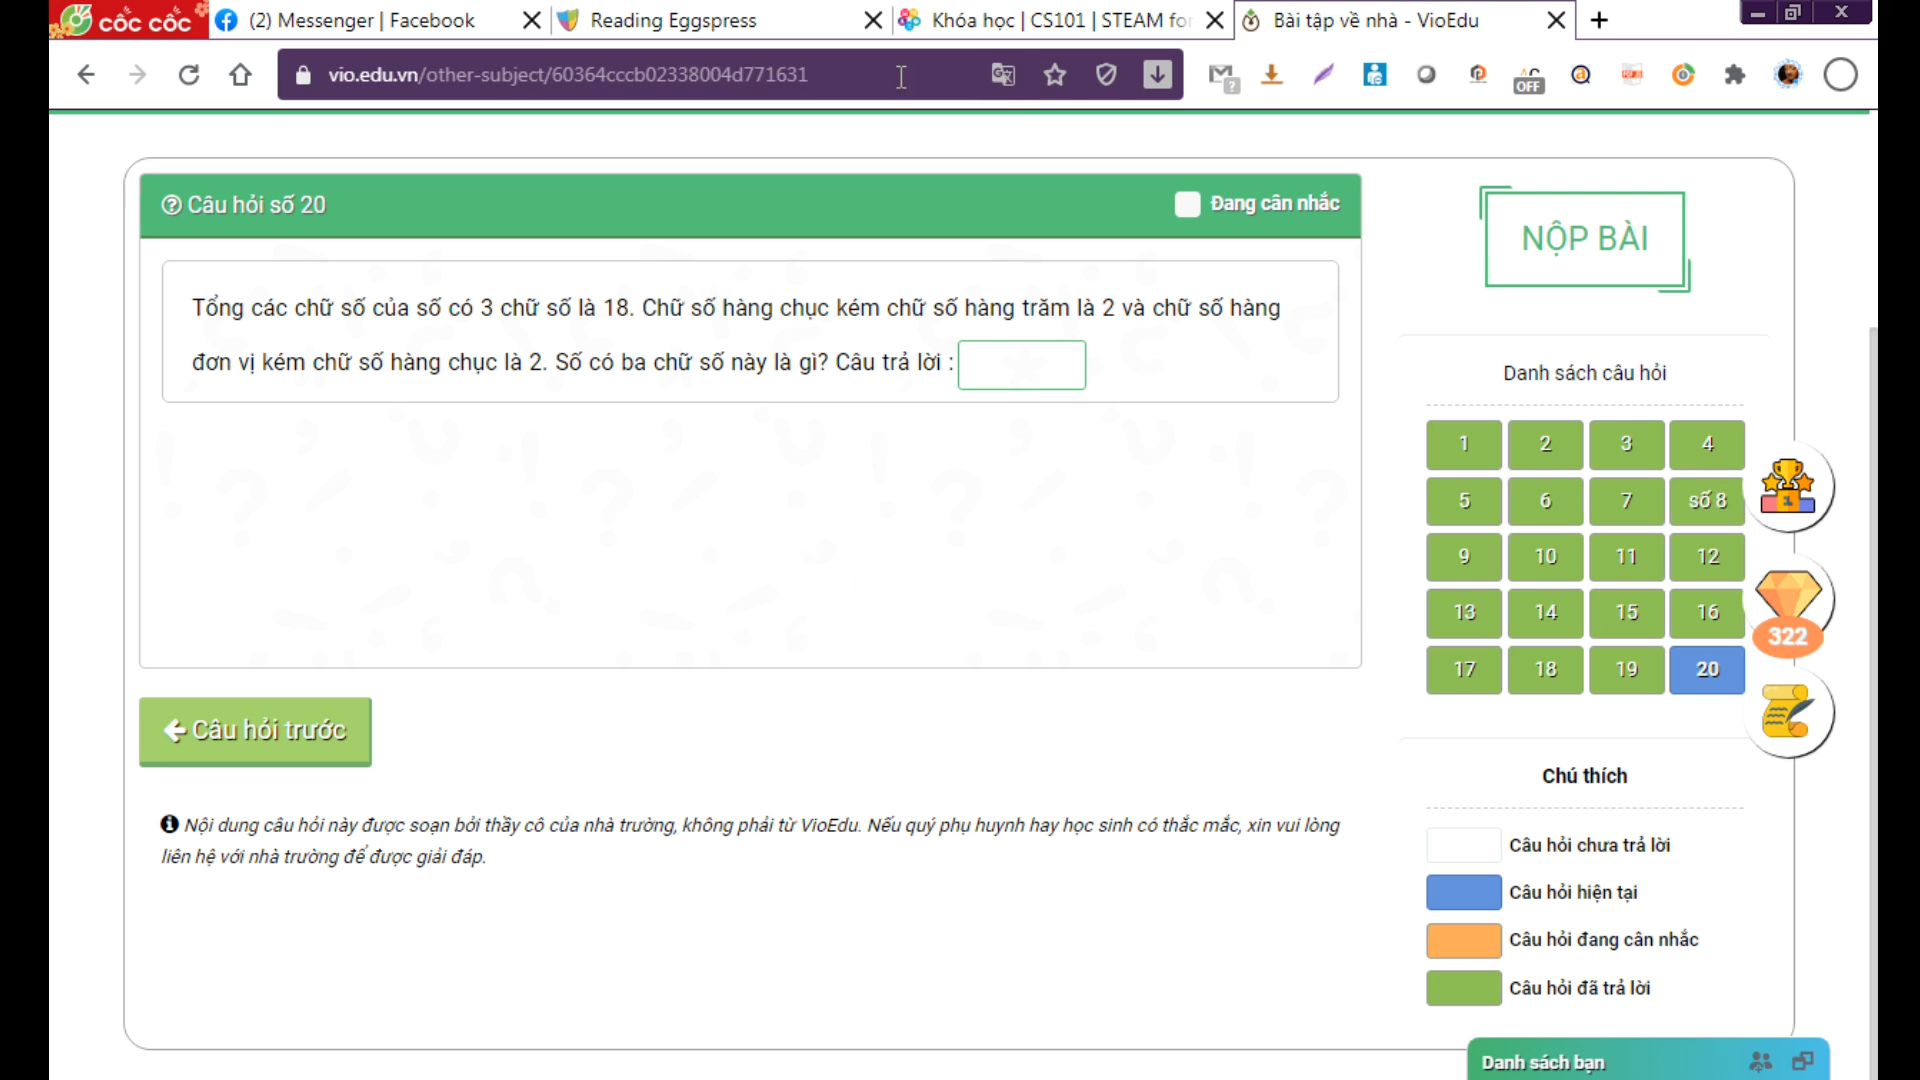 cốc cốc
(2) Messenger | Facebook
Reading Eggspress
Khóa học | CS101 | STEAM for
Bài tập về nhà - VioEdu
vio.edu.vn/other-subject/60364cccb02338004d771631
OFF
Câu hỏi số 20
Đang cân nhắc
NỘP BÀI
Tổng các chữ số của số có 3 chữ số là 18. Chữ số hàng chục kém chữ số hàng trăm là 2 và chữ số hàng
đơn vị kém chữ số hàng chục là 2. Số có ba chữ số này là gì? Câu trả lời :
Danh sách câu hỏi
1 2 3 4
5 6 7 số 8
9 10 11 12
13 14 15 16
17 18 19 20
322
Câu hỏi trước
Chú thích
Câu hỏi chưa trả lời
Câu hỏi hiện tại
Câu hỏi đang cân nhắc
Câu hỏi đã trả lời
Nội dung câu hỏi này được soạn bởi thầy cô của nhà trường, không phải từ VioEdu. Nếu quý phụ huynh hay học sinh có thắc mắc, xin vui lòng
liên hệ với nhà trường để được giải đáp.
Danh sách bạn